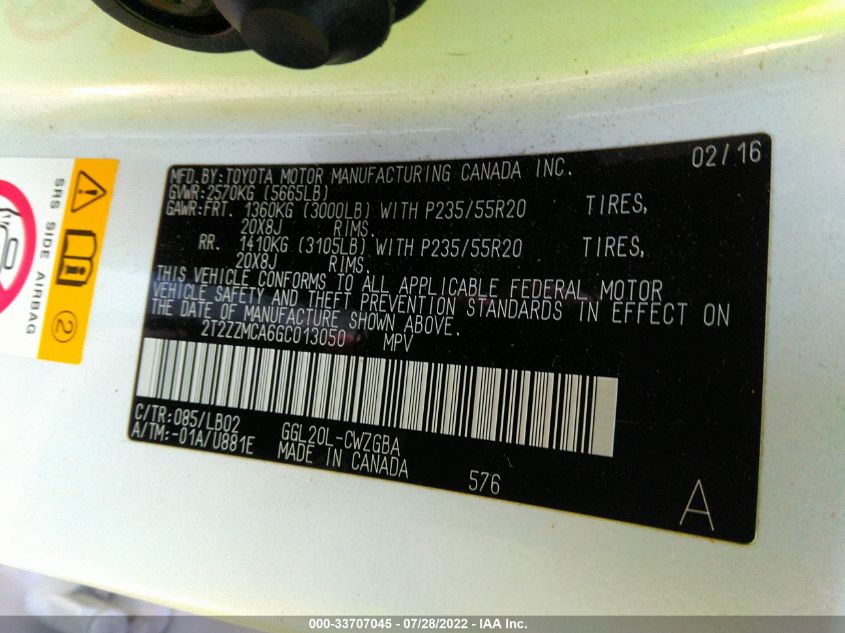 MFD.BY:TOYOTA MOTOR MANUFACTURING CANADA INC. 02/16
GVWR:2570KG (5665LB)
GAWR:FRT. 1360KG (3000LB) WITH P235/55R20 TIRES,
20X8J RIMS.
RR. 1410KG (3105LB) WITH P235/55R20 TIRES,
20X8J RIMS.
THIS VEHICLE CONFORMS TO ALL APPLICABLE FEDERAL MOTOR
VEHICLE SAFETY AND THEFT PREVENTION STANDARDS IN EFFECT ON
THE DATE OF MANUFACTURE SHOWN ABOVE.
2T2ZZMCA6GC013050 MPV
C/TR:085/LB02 GGL20L-CWZGBA
A/TM:-01A/U881E MADE IN CANADA
576
A
SRS SIDE AIRBAG
2
000-33707045 - 07/28/2022 - IAA Inc.